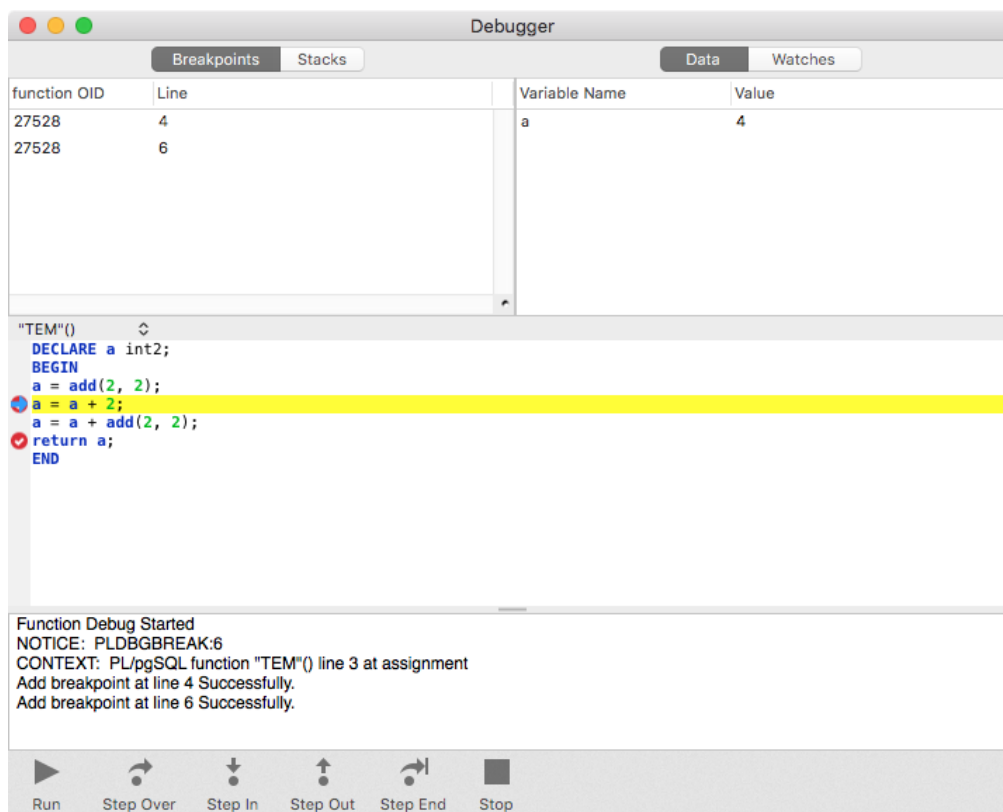 Debugger
Breakpoints Stacks
Data Watches
function OID Line
Variable Name Value
27528 4
a 4
27528 6
"TEM"()
DECLARE a int2;
BEGIN
a = add(2, 2);
a = a + 2;
a = a + add(2, 2);
return a;
END
Function Debug Started
NOTICE:  PLDBGBREAK:6
CONTEXT:  PL/pgSQL function "TEM"() line 3 at assignment
Add breakpoint at line 4 Successfully.
Add breakpoint at line 6 Successfully.
Run Step Over Step In Step Out Step End Stop